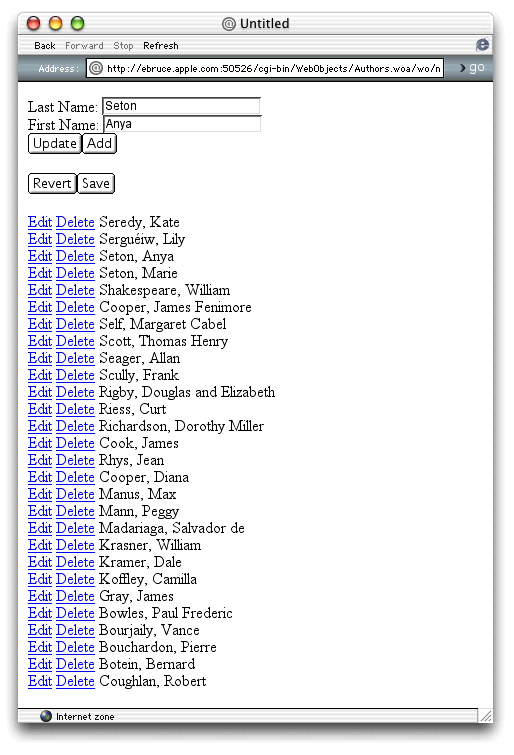 Untitled
Back Forward Stop Refresh
Address: http://ebruce.apple.com:50526/cgi-bin/WebObjects/Authors.woa/wo/n go
Last Name: Seton
First Name: Anya
Update Add
Revert Save
Edit Delete Seredy, Kate
Edit Delete Serguéiw, Lily
Edit Delete Seton, Anya
Edit Delete Seton, Marie
Edit Delete Shakespeare, William
Edit Delete Cooper, James Fenimore
Edit Delete Self, Margaret Cabel
Edit Delete Scott, Thomas Henry
Edit Delete Seager, Allan
Edit Delete Scully, Frank
Edit Delete Rigby, Douglas and Elizabeth
Edit Delete Riess, Curt
Edit Delete Richardson, Dorothy Miller
Edit Delete Cook, James
Edit Delete Rhys, Jean
Edit Delete Cooper, Diana
Edit Delete Manus, Max
Edit Delete Mann, Peggy
Edit Delete Madariaga, Salvador de
Edit Delete Krasner, William
Edit Delete Kramer, Dale
Edit Delete Koffley, Camilla
Edit Delete Gray, James
Edit Delete Bowles, Paul Frederic
Edit Delete Bourjaily, Vance
Edit Delete Bouchardon, Pierre
Edit Delete Botein, Bernard
Edit Delete Coughlan, Robert
Internet zone